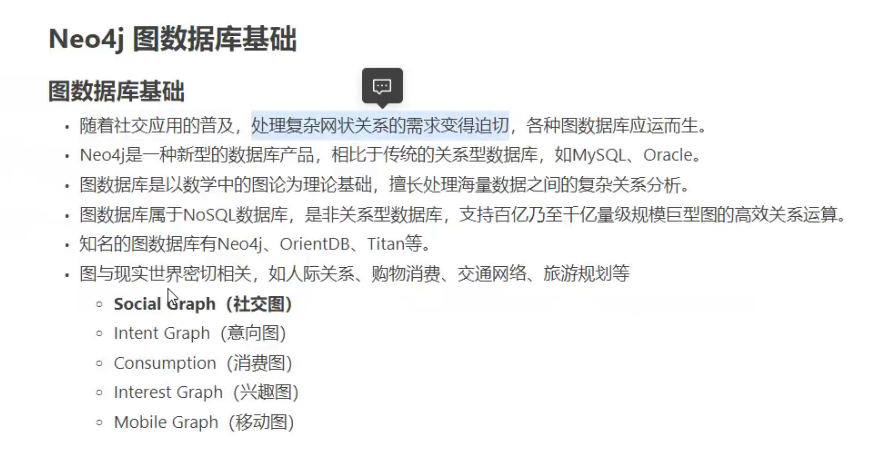 Neo4j 图数据库基础
图数据库基础
• 随着社交应用的普及，处理复杂网状关系的需求变得迫切，各种图数据库应运而生。
• Neo4j是一种新型的数据库产品，相比于传统的关系型数据库，如MySQL、Oracle。
• 图数据库是以数学中的图论为理论基础，擅长处理海量数据之间的复杂关系分析。
• 图数据库属于NoSQL数据库，是非关系型数据库，支持百亿乃至千亿量级规模巨型图的高效关系运算。
• 知名的图数据库有Neo4j、OrientDB、Titan等。
• 图与现实世界密切相关，如人际关系、购物消费、交通网络、旅游规划等
◦ Social Graph（社交图）
◦ Intent Graph（意向图）
◦ Consumption（消费图）
◦ Interest Graph（兴趣图）
◦ Mobile Graph（移动图）